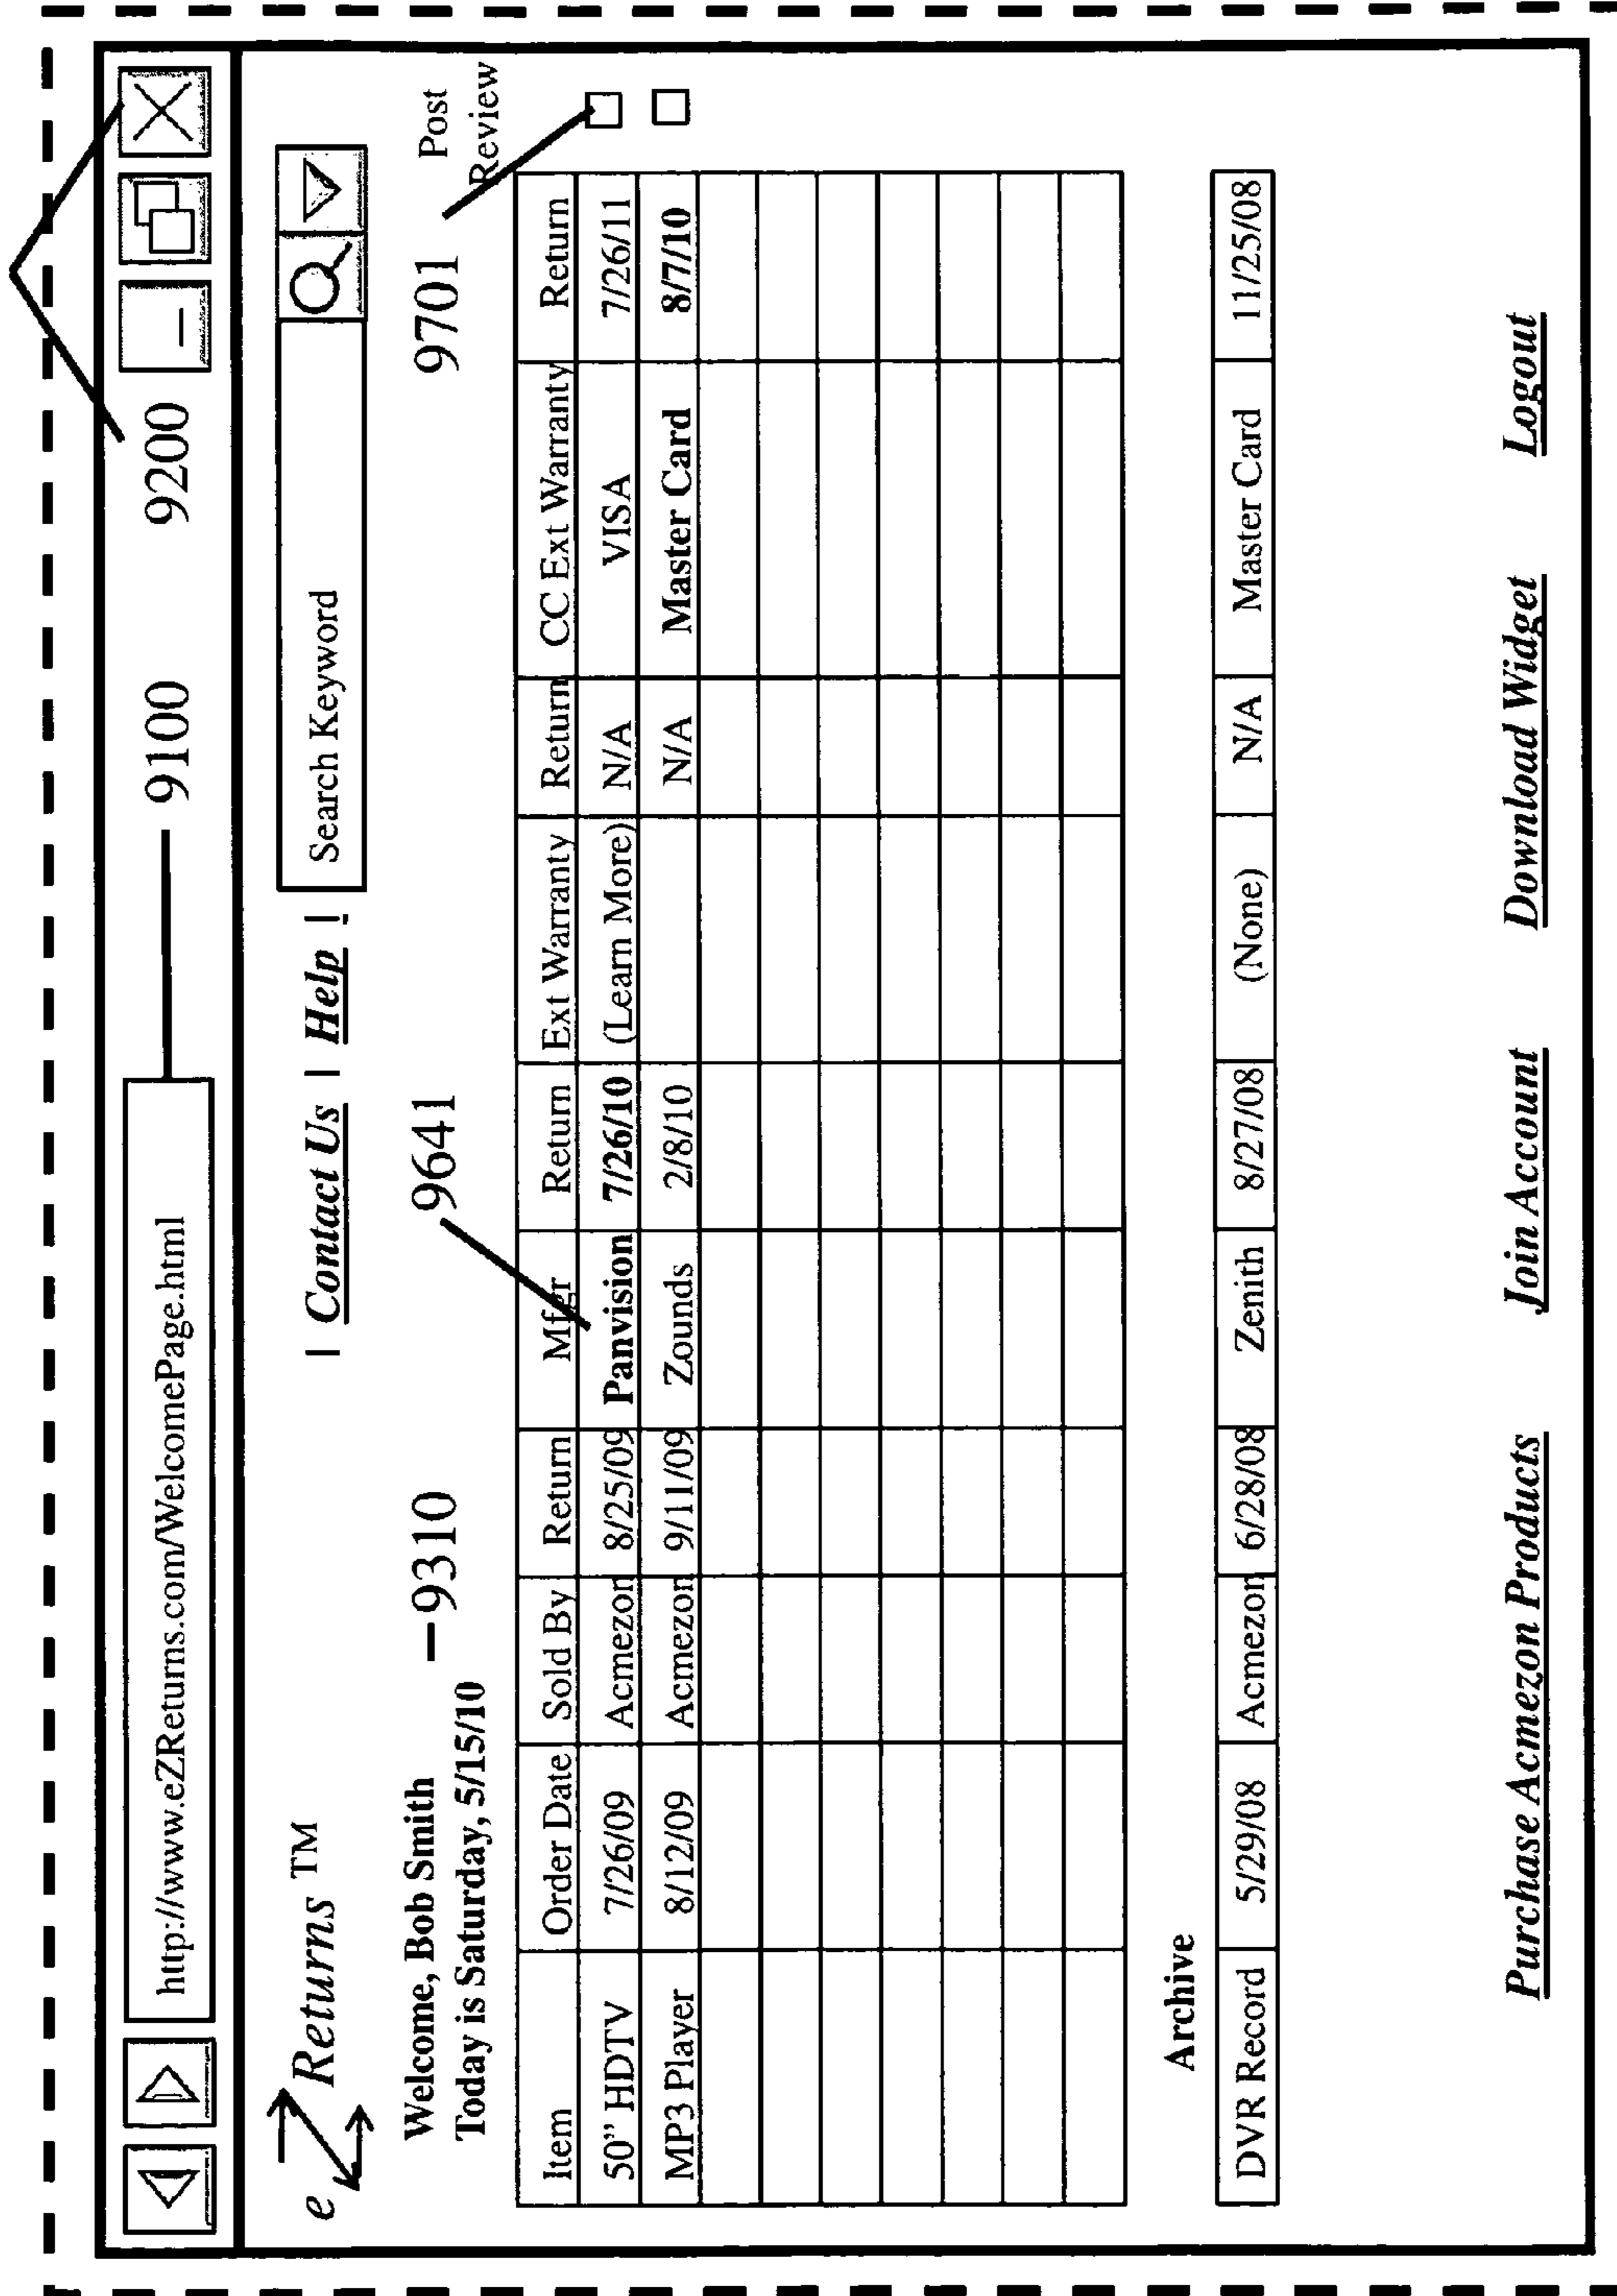 9100 9200
http://www.eZReturns.com/WelcomePage.html
e Returns TM
| Contact Us | Help | Search Keyword
Welcome, Bob Smith —9310 9641 9701 Post
Today is Saturday, 5/15/10 Review
Item Order Date Sold By Return Mfgr Return Ext Warranty Return CC Ext Warranty Return
50” HDTV 7/26/09 Acmezon 8/25/09 Panvision 7/26/10 (Learn More) N/A VISA 7/26/11
MP3 Player 8/12/09 Acmezon 9/11/09 Zounds 2/8/10 N/A Master Card 8/7/10
Archive
DVR Record 5/29/08 Acmezon 6/28/08 Zenith 8/27/08 (None) N/A Master Card 11/25/08
Purchase Acmezon Products Join Account Download Widget Logout